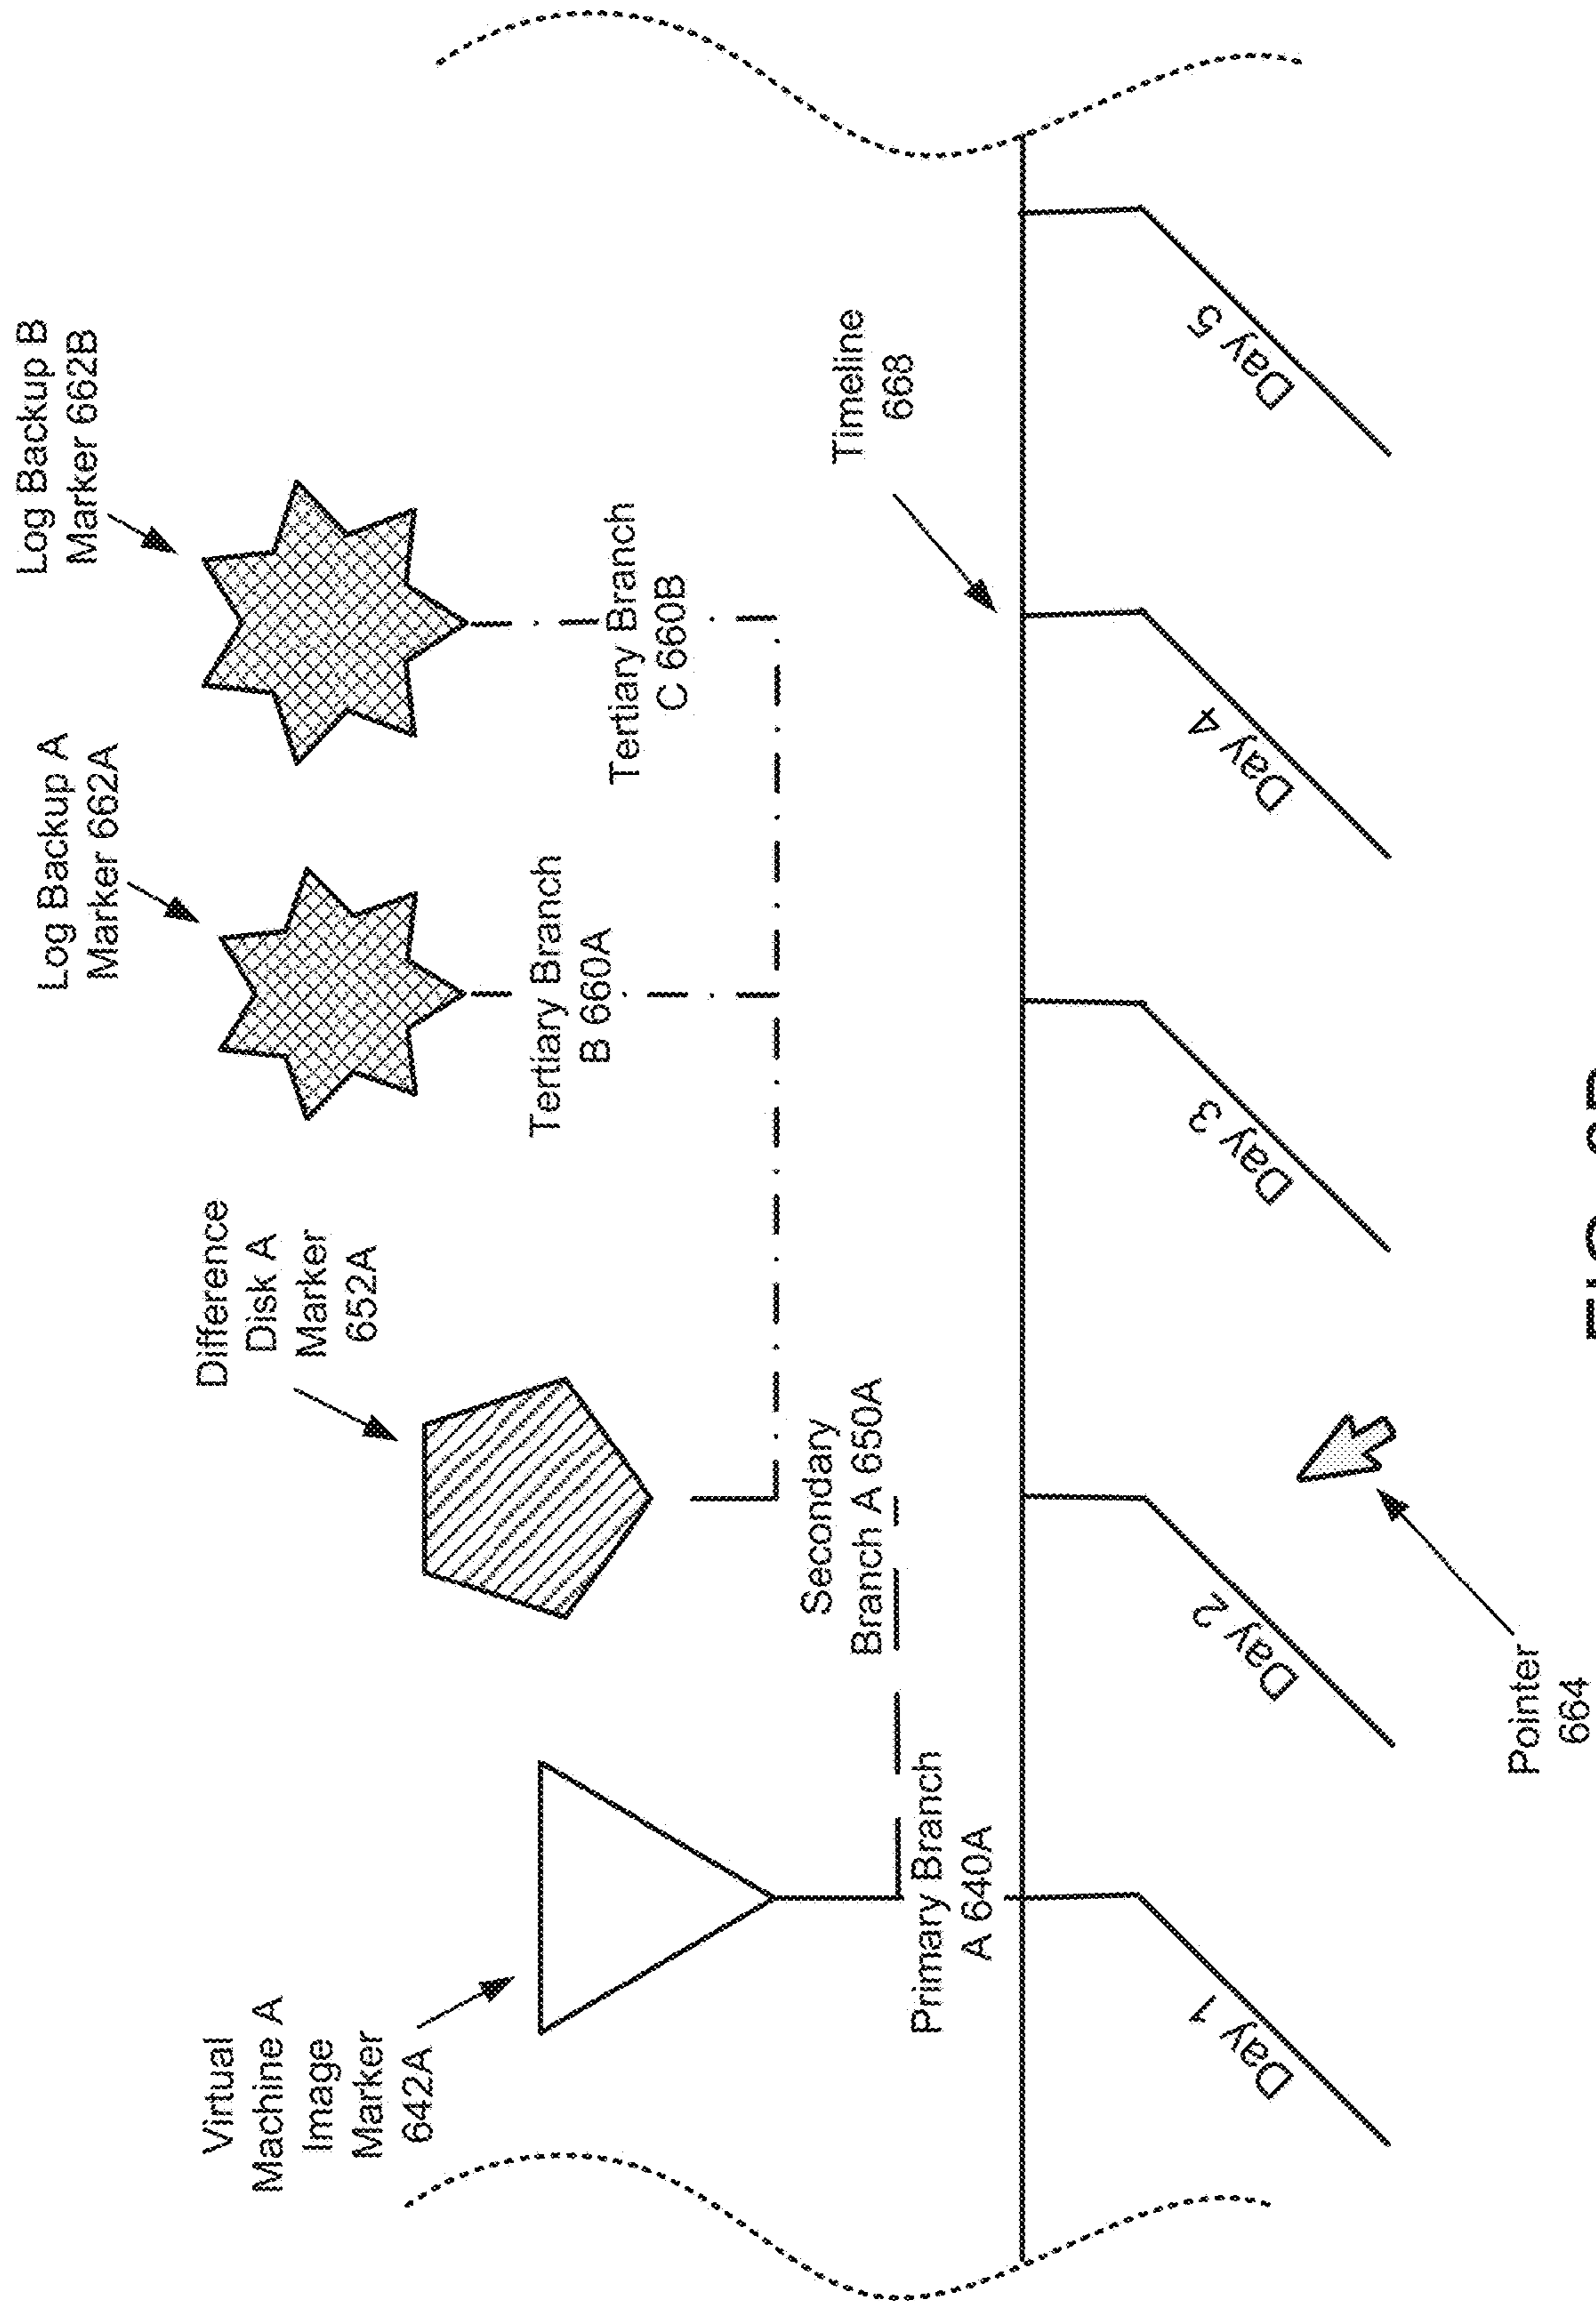 Virtual
Machine A
Image
Marker
642A
Difference
Disk A
Marker
652A
Log Backup A
Marker 662A
Log Backup B
Marker 662B
Tertiary Branch
B 660A
Tertiary Branch
C 660B
Secondary
Branch A 650A
Primary Branch
A 640A
Timeline
668
Day 1
Day 2
Day 3
Day 4
Day 5
Pointer
664